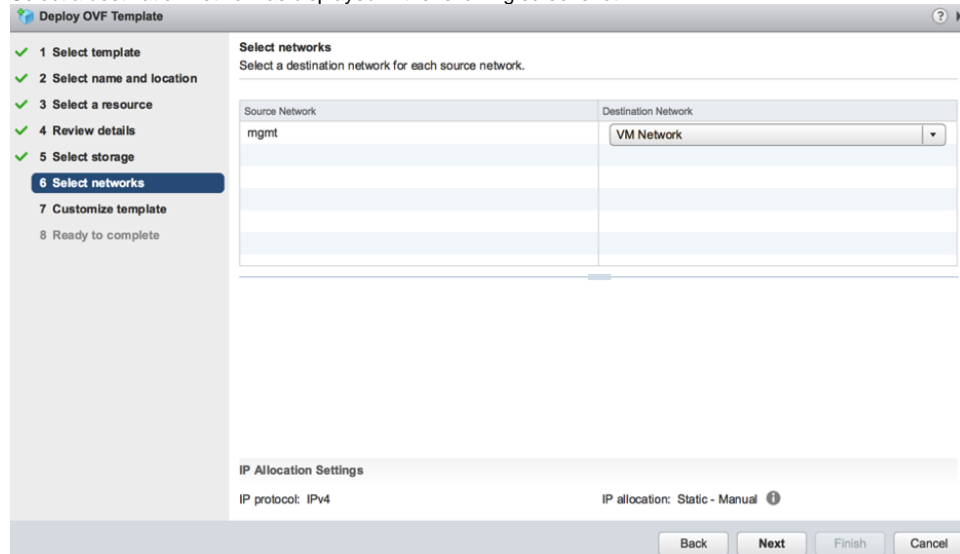 Deploy OVF Template
1 Select template
2 Select name and location
3 Select a resource
4 Review details
5 Select storage
6 Select networks
7 Customize template
8 Ready to complete
Select networks
Select a destination network for each source network.
Source Network Destination Network
mgmt VM Network
IP Allocation Settings
IP protocol: IPv4 IP allocation: Static - Manual
Back Next Finish Cancel